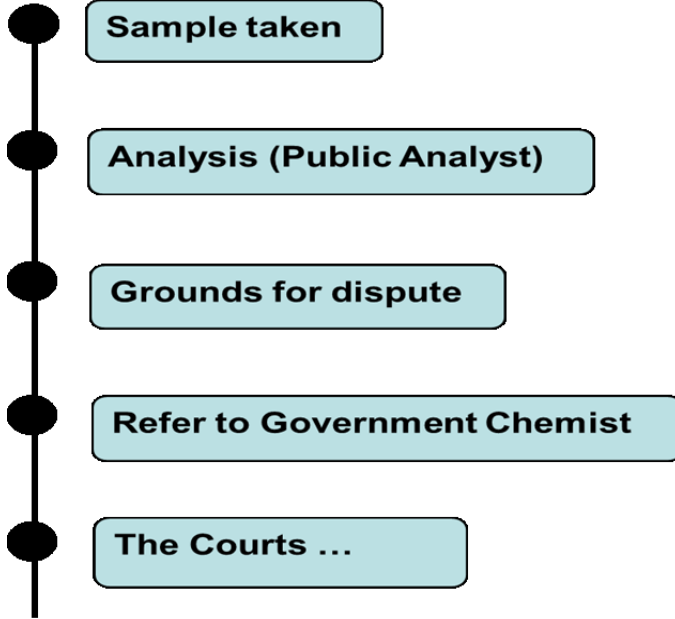 Sample taken
Analysis (Public Analyst)
Grounds for dispute
Refer to Government Chemist
The Courts ...